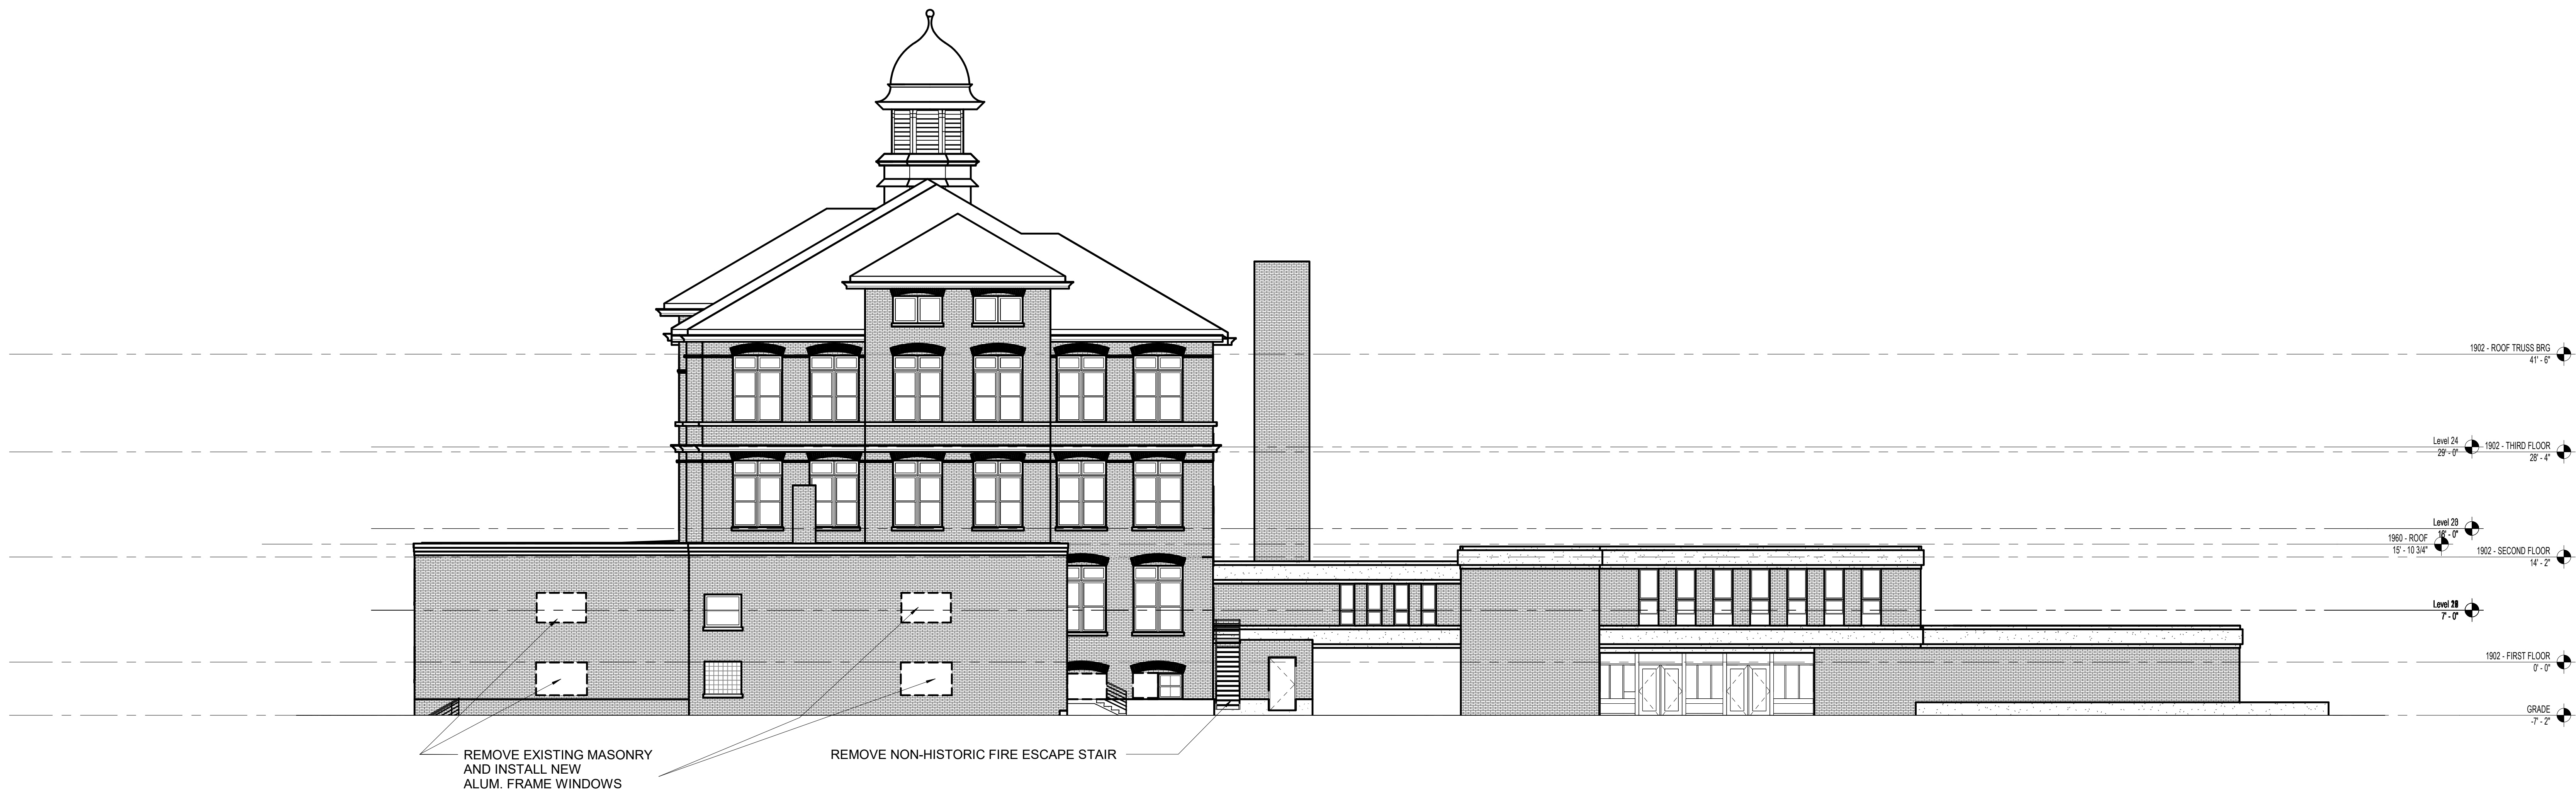 1902 - ROOF TRUSS BRG
41' - 6"
Level 24
29' - 0"
1902 - THIRD FLOOR
28' - 4"
Level
- 0"
1960 - ROOF
15' - 10 3/4"
1902 - SECOND FLOOR
14' - 2"
Level
7' - 0"
1902 - FIRST FLOOR
0' - 0"
GRADE
-7' - 2"
REMOVE EXISTING MASONRY
AND INSTALL NEW
ALUM. FRAME WINDOWS
REMOVE NON-HISTORIC FIRE ESCAPE STAIR